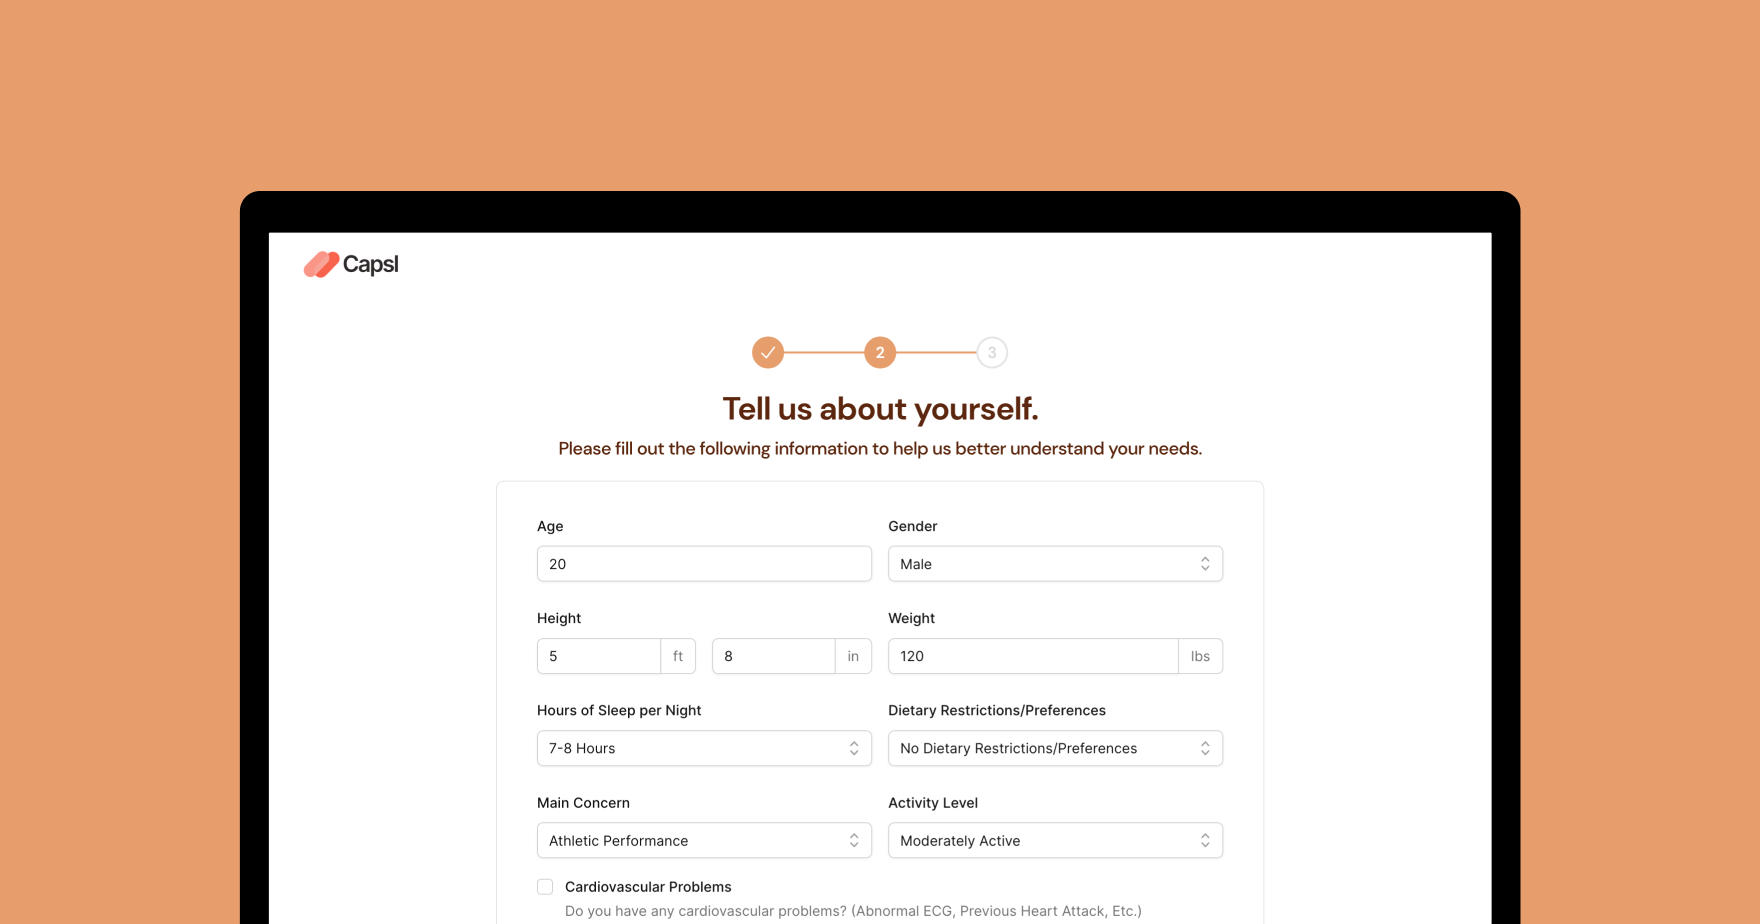 Capsl
2
3
Tell us about yourself.
Please fill out the following information to help us better understand your needs.
Age
Gender
20
Male
Height
Weight
5 ft 8 in
120 lbs
Hours of Sleep per Night
Dietary Restrictions/Preferences
7-8 Hours
No Dietary Restrictions/Preferences
Main Concern
Activity Level
Athletic Performance
Moderately Active
Cardiovascular Problems
Do you have any cardiovascular problems? (Abnormal ECG, Previous Heart Attack, Etc.)